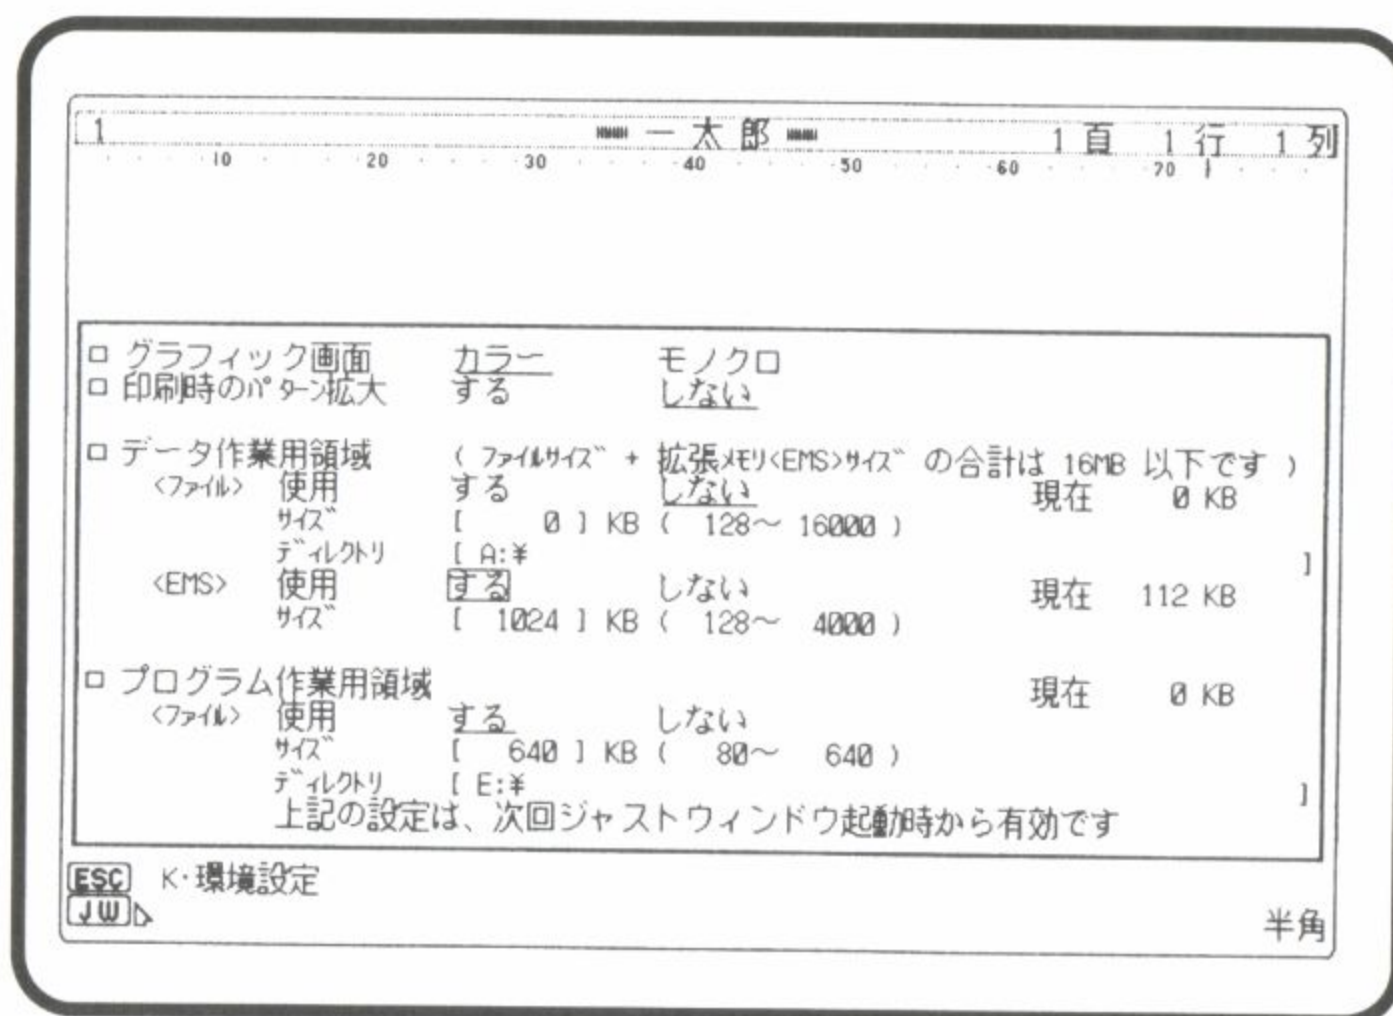 1 一太郎 1頁 1行 1列
10 20 30 40 50 60 70
□ グラフィック画面 カラー モノクロ
□ 印刷時のﾊﾟﾀｰﾝ拡大 する しない
□ データ作業用領域 ( ﾌｧｲﾙｻｲｽﾞ + 拡張ﾒﾓﾘ<EMS>ｻｲｽﾞ の合計は 16MB 以下です )
<ﾌｧｲﾙ> 使用 する しない 現在 0 KB
ｻｲｽﾞ [ 0 ] KB ( 128～ 16000 )
ﾃﾞｨﾚｸﾄﾘ [ A:¥ ]
<EMS> 使用 する しない 現在 112 KB
ｻｲｽﾞ [ 1024 ] KB ( 128～ 4000 )
□ プログラム作業用領域 現在 0 KB
<ﾌｧｲﾙ> 使用 する しない
ｻｲｽﾞ [ 640 ] KB ( 80～ 640 )
ﾃﾞｨﾚｸﾄﾘ [ E:¥ ]
上記の設定は、次回ジャストウィンドウ起動時から有効です
ESC K・環境設定
JW 半角